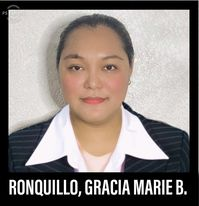 RONQUILLO, GRACIA MARIE B.